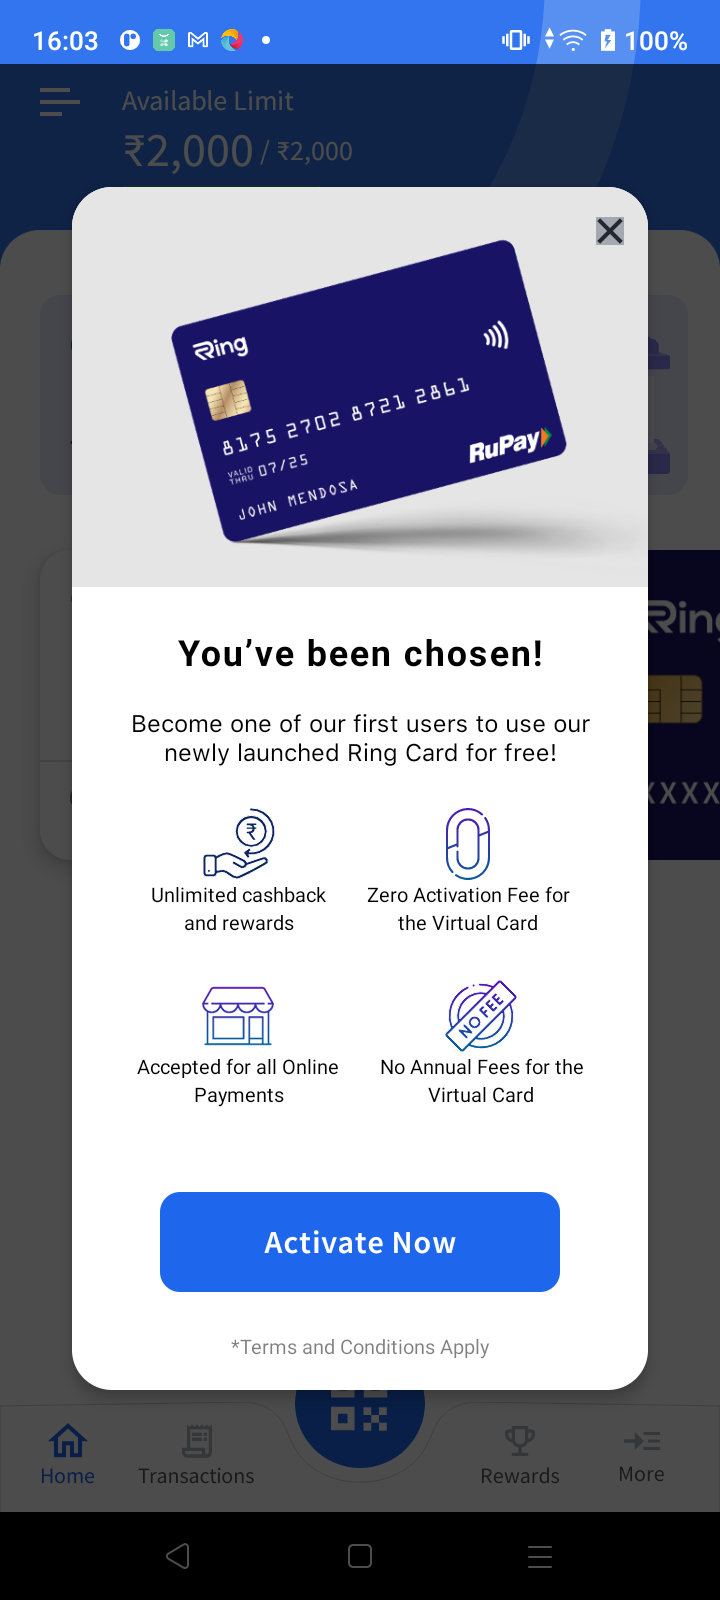 16:03
100%
Available Limit
₹2,000 / ₹2,000
Ring
8175 2702 8721 2861
VALID
THRU 07/25
JOHN MENDOSA
RuPay
Ring
XXXX
You’ve been chosen!
Become one of our first users to use our
newly launched Ring Card for free!
Unlimited cashback
and rewards
Zero Activation Fee for
the Virtual Card
NO FEE
Accepted for all Online
Payments
No Annual Fees for the
Virtual Card
Activate Now
*Terms and Conditions Apply
Home
Transactions
Rewards
More